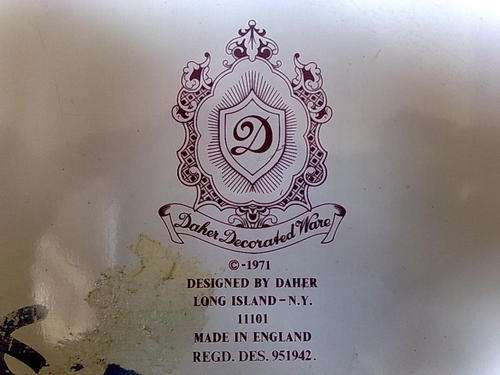 D
Daher Decorated Ware
© - 1971
DESIGNED BY DAHER
LONG ISLAND - N.Y.
11101
MADE IN ENGLAND
REGD. DES. 951942.